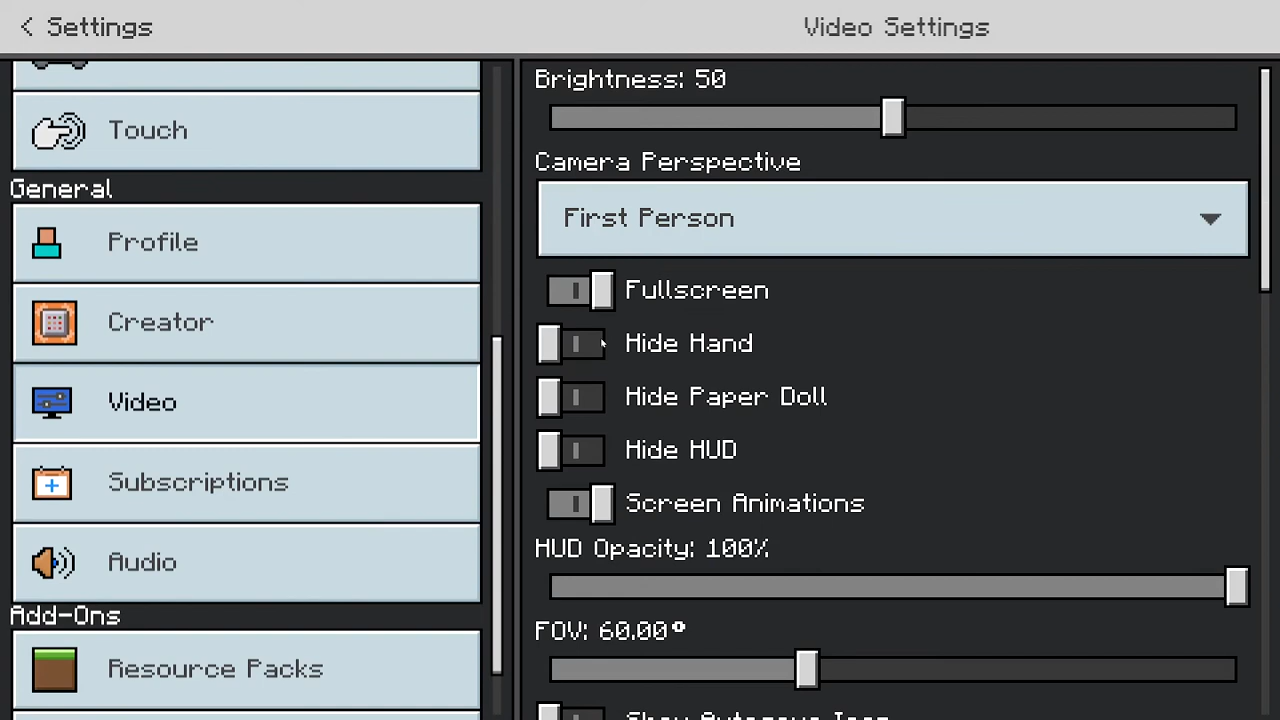 Settings
Video Settings
Touch
General
Profile
Creator
Video
Subscriptions
Audio
Add-Ons
Resource Packs
Brightness: 50
Camera Perspective
First Person
Fullscreen
Hide Hand
Hide Paper Doll
Hide HUD
Screen Animations
HUD Opacity: 100%
FOV: 60.00°